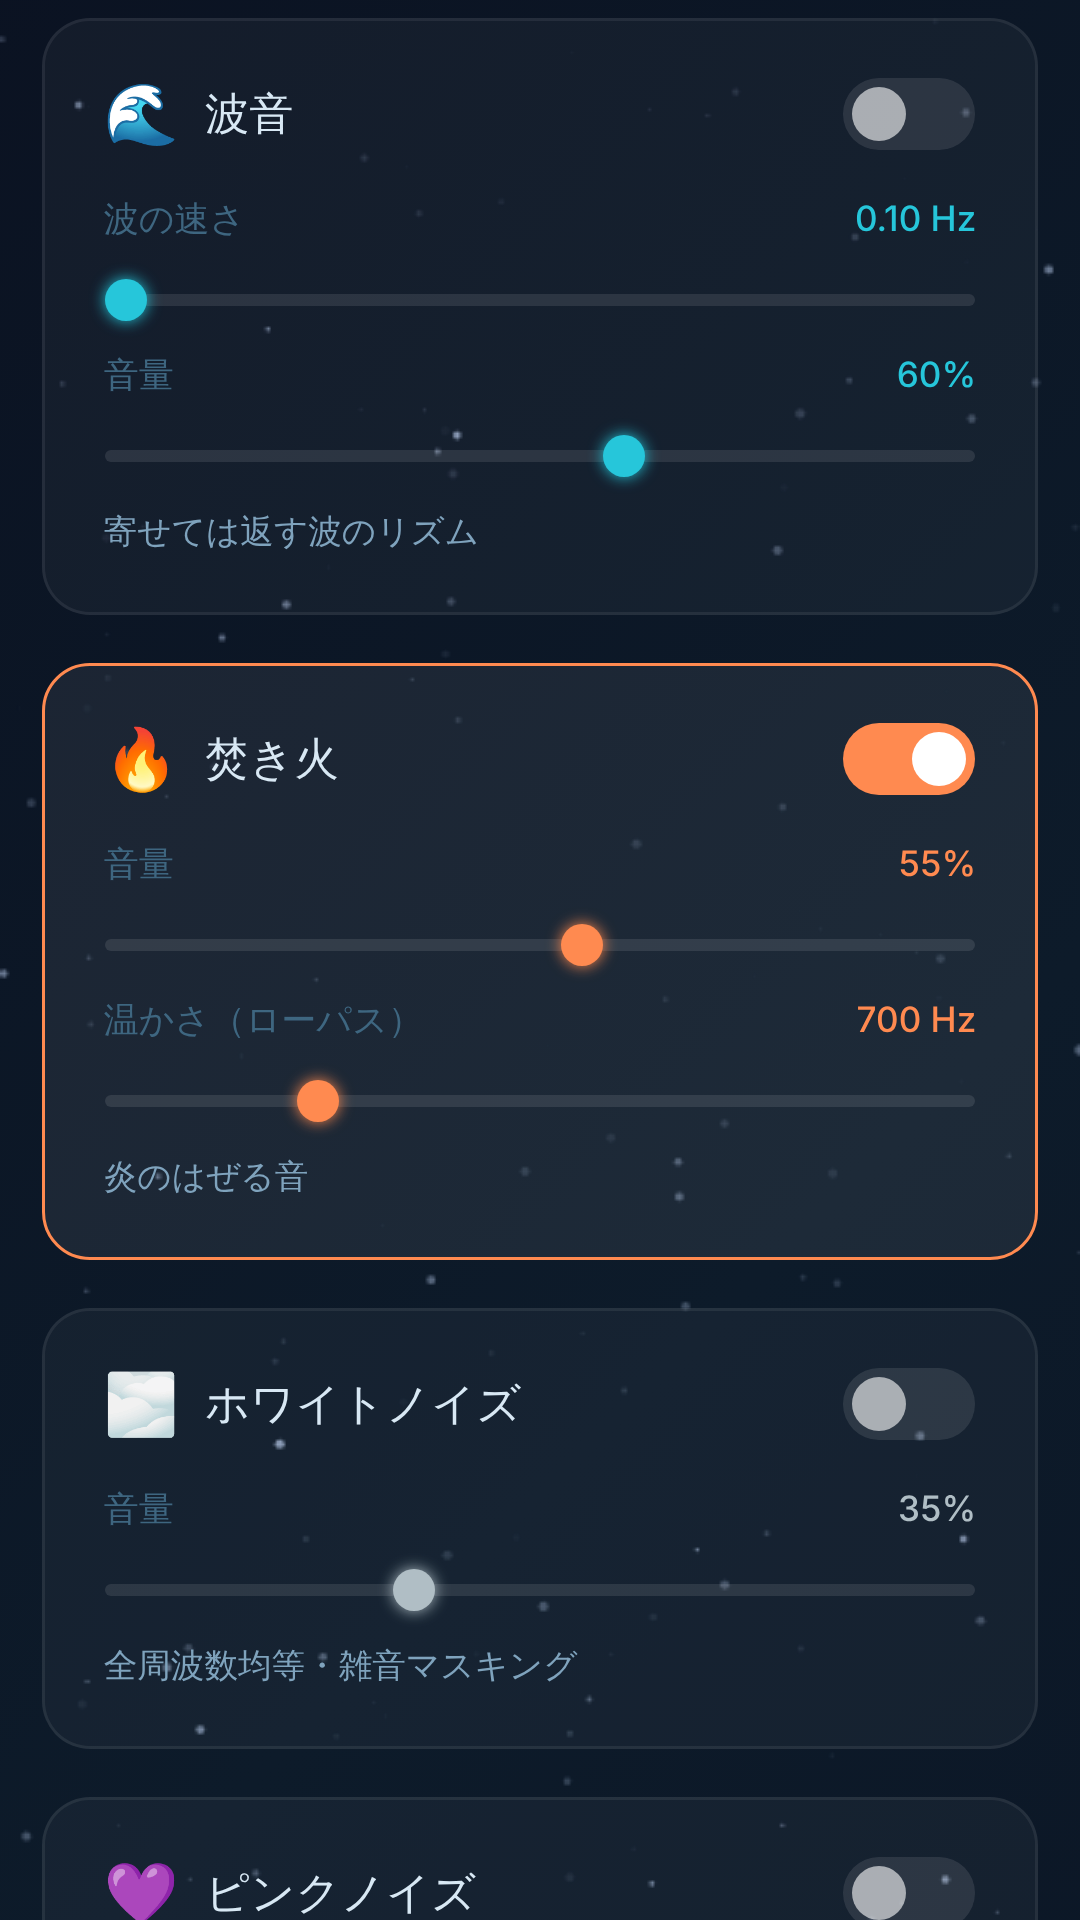 波音
波の速さ 0.10 Hz
音量 60%
寄せては返す波のリズム
焚き火
音量 55%
温かさ（ローパス） 700 Hz
炎のはぜる音
ホワイトノイズ
音量 35%
全周波数均等・雑音マスキング
ピンクノイズ